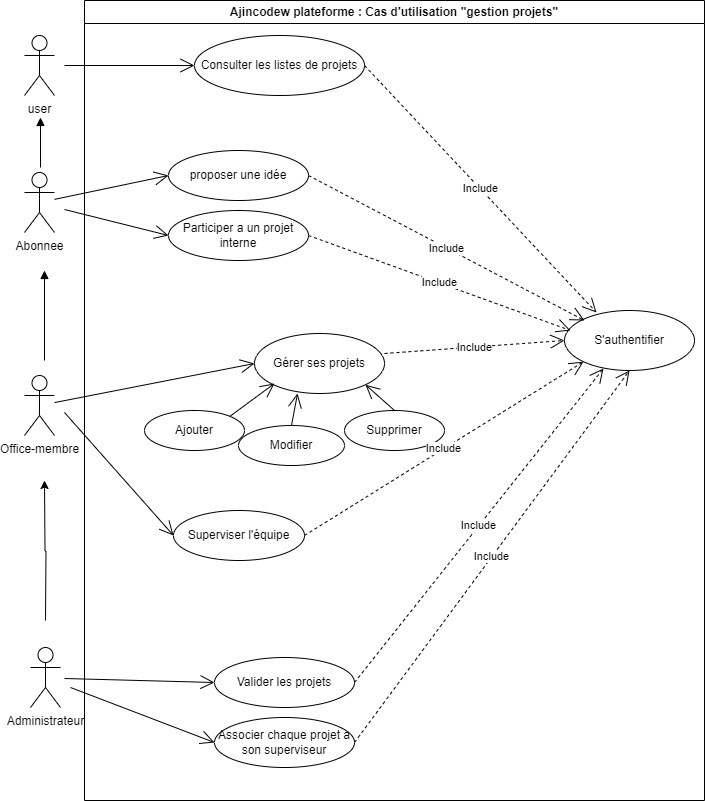 Ajincodew plateforme : Cas d'utilisation "gestion projets"
Consulter les listes de projets
user
Include
proposer une idée
Abonnee
Participer a un projet
interne
Include
Include
S'authentifier
Gérer ses projets
Include
Office-membre
Ajouter
Modifier
Supprimer
Include
Superviser l'équipe
Include
Include
Valider les projets
Administrateur
Associer chaque projet a
son superviseur